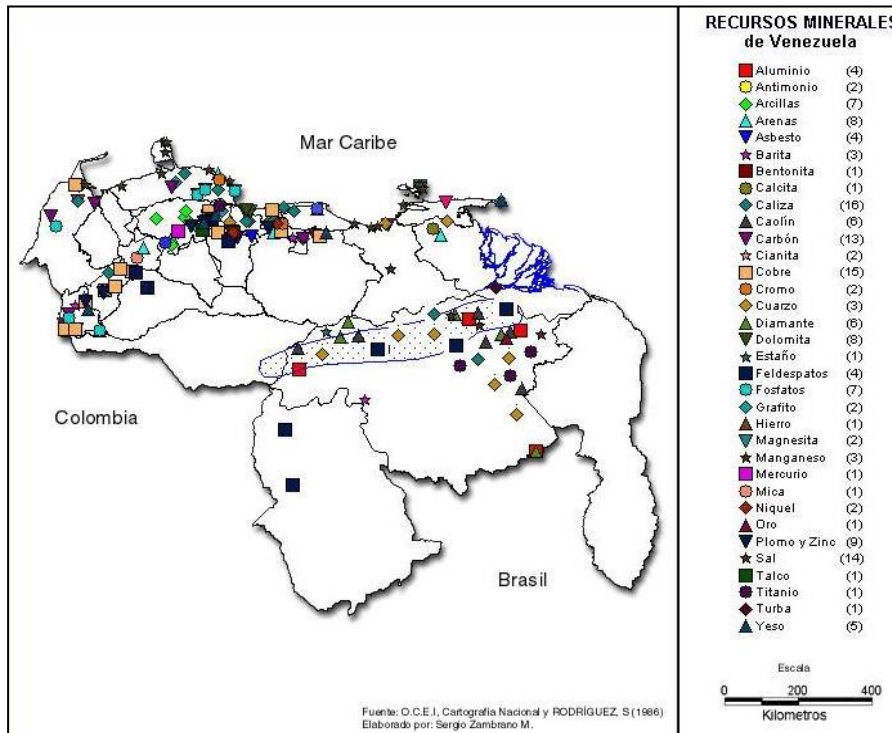 RECURSOS MINERALES
de Venezuela
Aluminio (4)
Antimonio (2)
Arcillas (7)
Arenas (8)
Asbesto (4)
Barita (3)
Bentonita (1)
Calcita (1)
Caliza (16)
Caolín (6)
Carbón (13)
Cianita (2)
Cobre (15)
Cromo (2)
Cuarzo (3)
Diamante (6)
Dolomita (8)
Estaño (1)
Feldespatos (4)
Fosfatos (7)
Grafito (2)
Hierro (1)
Magnesita (2)
Manganeso (3)
Mercurio (1)
Mica (1)
Niquel (2)
Oro (1)
Plomo y Zinc (9)
Sal (14)
Talco (1)
Titanio (1)
Turba (1)
Yeso (5)
Escala
0 200 400
Kilometros
Mar Caribe
Colombia
Brasil
Fuente: O.C.E.I, Cartografía Nacional y RODRÍGUEZ, S (1986)
Elaborado por: Sergio Zambrano M.